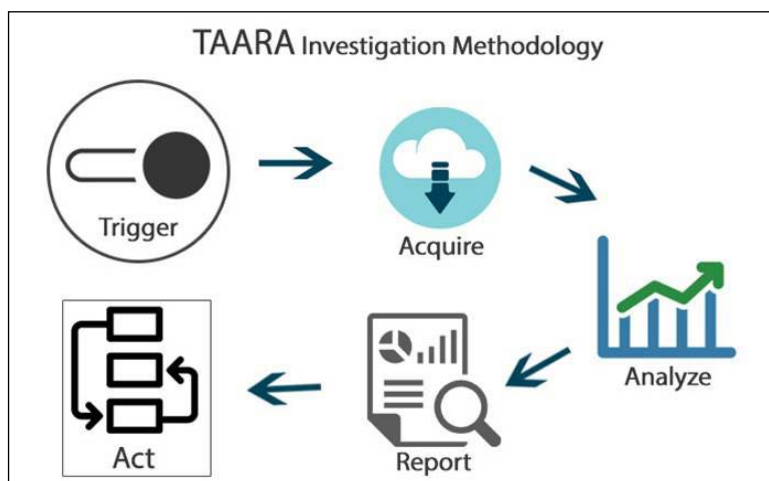 TAARA Investigation Methodology
Trigger
Acquire
Analyze
Report
Act